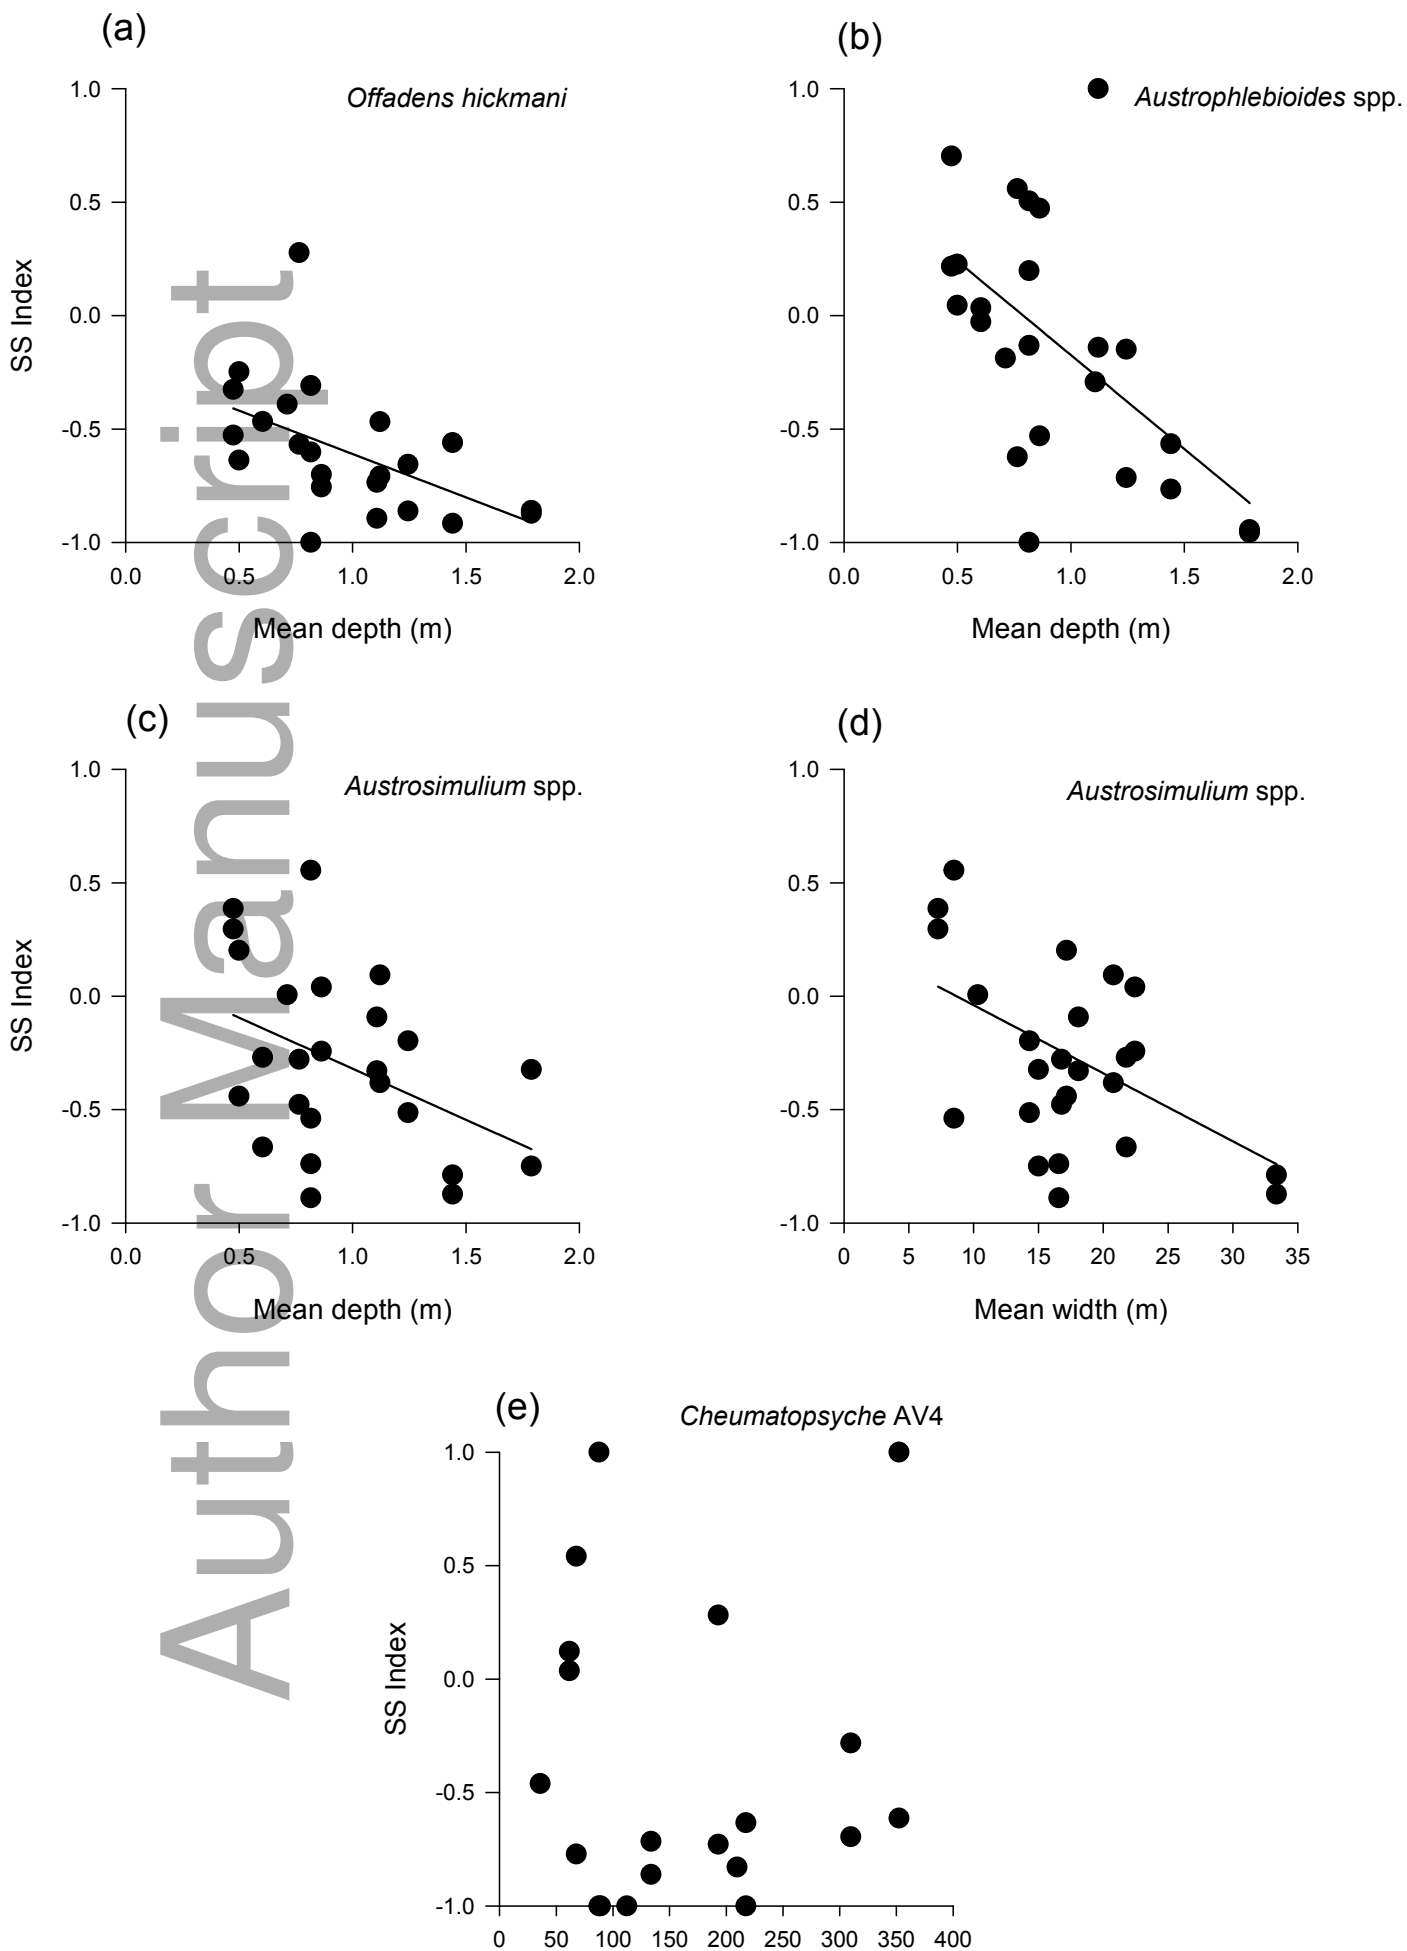 (a)
Offadens hickmani
1.0
0.5
0.0
-0.5
-1.0
SS Index
0.0 0.5 1.0 1.5 2.0
Mean depth (m)
(b)
Austrophlebioides spp.
1.0
0.5
0.0
-0.5
-1.0
0.0 0.5 1.0 1.5 2.0
Mean depth (m)
(c)
Austrosimulium spp.
1.0
0.5
0.0
-0.5
-1.0
SS Index
0.0 0.5 1.0 1.5 2.0
Mean depth (m)
(d)
Austrosimulium spp.
1.0
0.5
0.0
-0.5
-1.0
0 5 10 15 20 25 30 35
Mean width (m)
(e)
Cheumatopsyche AV4
1.0
0.5
0.0
-0.5
-1.0
SS Index
0 50 100 150 200 250 300 350 400
Author Manuscript